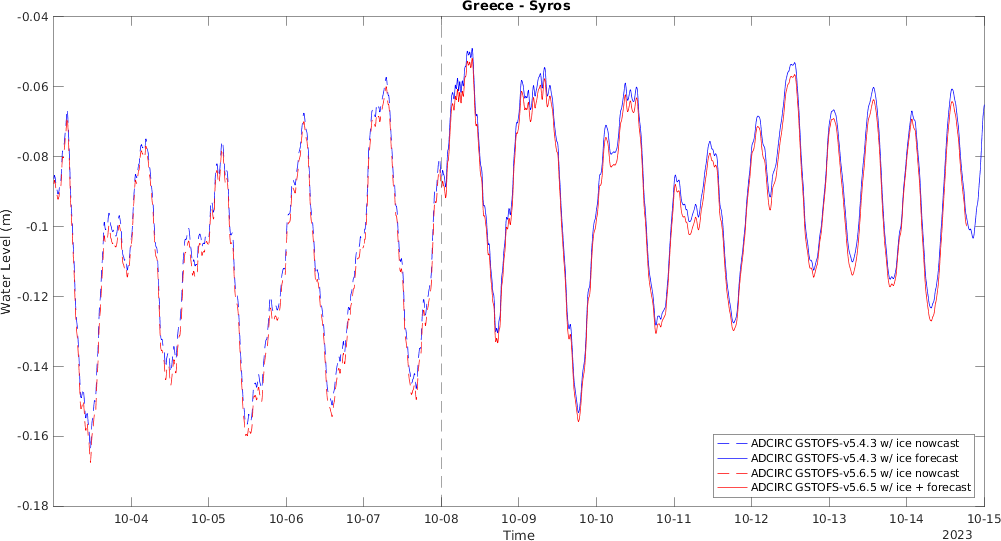 Greece - Syros
-0.04
-0.06
-0.08
-0.1
-0.12
-0.14
-0.16
-0.18
Water Level (m)
ADCIRC GSTOFS-v5.4.3 w/ ice nowcast
ADCIRC GSTOFS-v5.4.3 w/ ice forecast
ADCIRC GSTOFS-v5.6.5 w/ ice nowcast
ADCIRC GSTOFS-v5.6.5 w/ ice + forecast
10-04 10-05 10-06 10-07 10-08 10-09 10-10 10-11 10-12 10-13 10-14 10-15
Time
2023